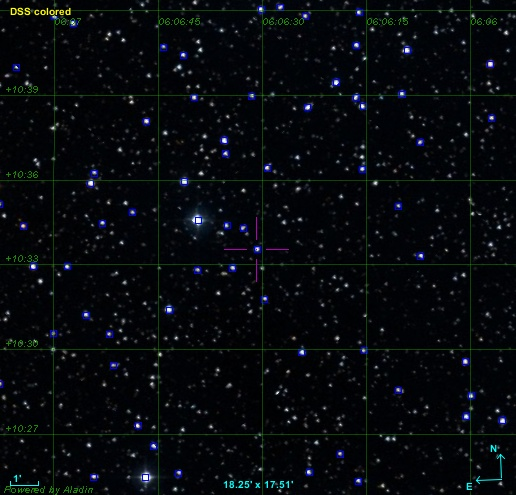 DSS colored
06:07 06:06:45 06:06:30 06:06:15 06:06
+10:39
+10:36
+10:33
+10:30
+10:27
N
E
1'
18.25' x 17.51'
Powered by Aladin